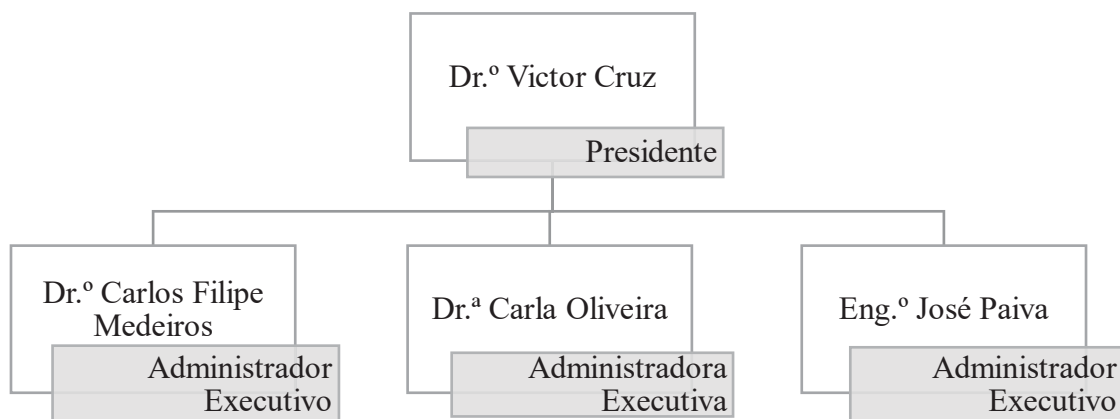 Dr.º Victor Cruz
Presidente
Dr.º Carlos Filipe
Medeiros
Administrador
Executivo
Dr.ª Carla Oliveira
Administradora
Executiva
Eng.º José Paiva
Administrador
Executivo